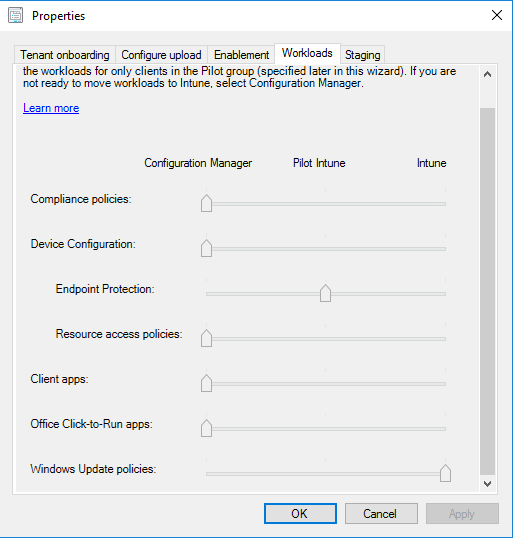 Properties
Tenant onboarding Configure upload Enablement Workloads Staging
the workloads for only clients in the Pilot group (specified later in this wizard). If you are
not ready to move workloads to Intune, select Configuration Manager.
Learn more
Configuration Manager Pilot Intune Intune
Compliance policies:
Device Configuration:
Endpoint Protection:
Resource access policies:
Client apps:
Office Click-to-Run apps:
Windows Update policies:
OK Cancel Apply